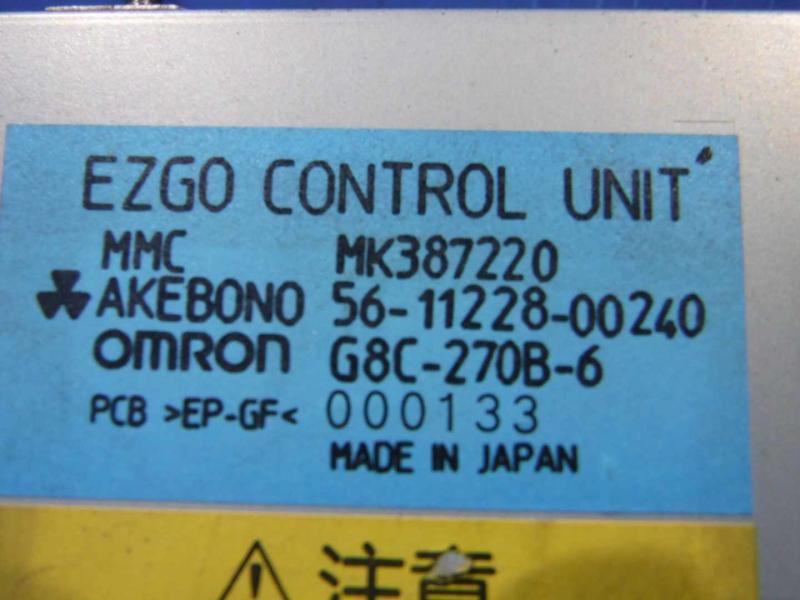 EZGO CONTROL UNIT
MMC MK387220
AKEBONO 56-11228-00240
OMRON G8C-270B-6
PCB >EP-GF< 000133
MADE IN JAPAN
注意